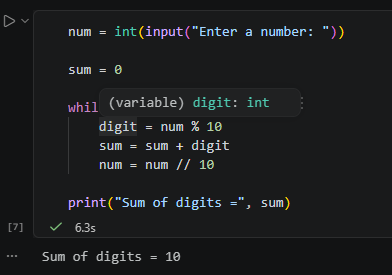 num = int(input("Enter a number: "))
sum = 0
whil
(variable) digit: int
digit = num % 10
sum = sum + digit
num = num // 10
print("Sum of digits =", sum)
[7]
6.3s
Sum of digits = 10